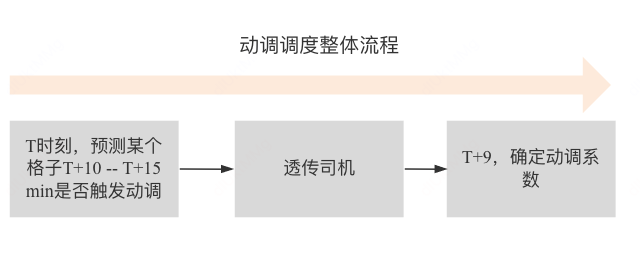 动调调度整体流程
T时刻，预测某个
格子T+10 -- T+15
min是否触发动调
透传司机
T+9，确定动调系
数